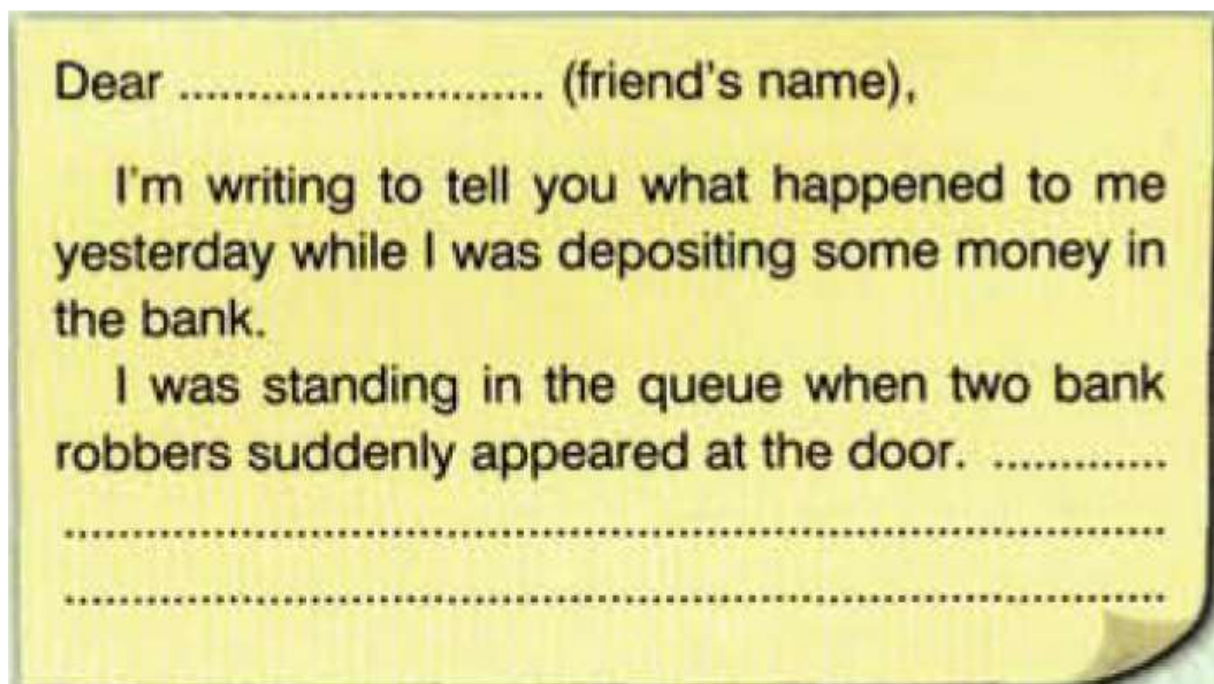 Dear ........................... (friend's name),
I'm writing to tell you what happened to me
yesterday while I was depositing some money in
the bank.
I was standing in the queue when two bank
robbers suddenly appeared at the door. .............
................................................................................
................................................................................